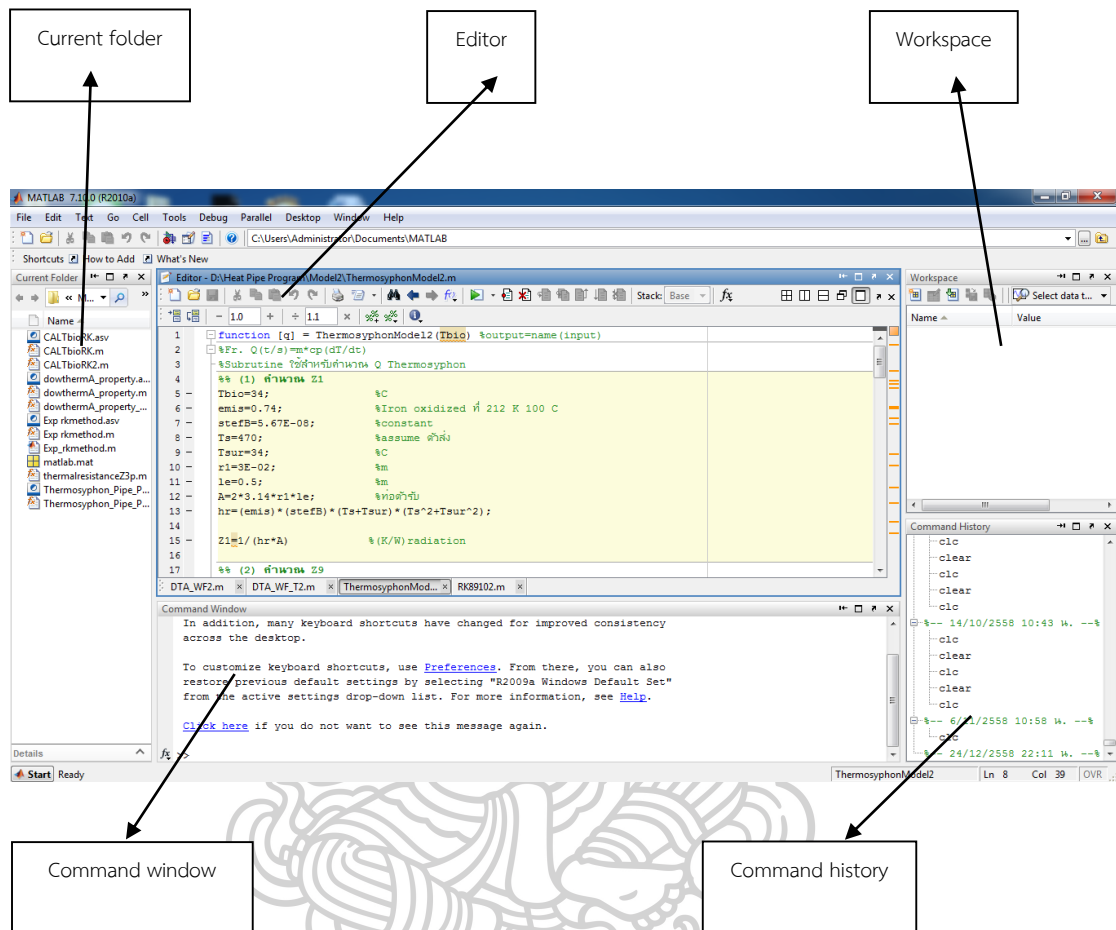 Current folder
Editor
Workspace
MATLAB 7.10.0 (R2010a)
File Edit Text Go Cell Tools Debug Parallel Desktop Window Help
C:\Users\Administrator\Documents\MATLAB
Shortcuts How to Add What's New
Current Folder
« M...
Name
CALTbioRK.asv
CALTbioRK.m
CALTbioRK2.m
dowthermA_property.a...
dowthermA_property.m
dowthermA_property_...
Exp rkmethod.asv
Exp rkmethod.m
Exp_rkmethod.m
matlab.mat
thermalresistanceZ3p.m
Thermosyphon_Pipe_P...
Thermosyphon_Pipe_P...
Details
Editor - D:\Heat Pipe Program\Model2\ThermosyphonModel2.m
Stack: Base fx
- 1.0 + ÷ 1.1 ×
1 function [q] = ThermosyphonModel2(Tbio) %output=name(input)
2 %Fr. Q(t/s)=m*cp(dT/dt)
3 %Subrutine ใช้สำหรับคำนวณ Q Thermosyphon
4 %% (1) คำนวณ Z1
5 - Tbio=34; %C
6 - emis=0.74; %Iron oxidized ที่ 212 K 100 C
7 - stefB=5.67E-08; %constant
8 - Ts=470; %assume ตัวส่ง
9 - Tsur=34; %C
10 - r1=3E-02; %m
11 - le=0.5; %m
12 - A=2*3.14*r1*le; %ท่อตัวรับ
13 - hr=(emis)*(stefB)*(Ts+Tsur)*(Ts^2+Tsur^2);
14
15 - Z1=1/(hr*A) %(K/W)radiation
16
17 %% (2) คำนวณ Z9
DTA_WF2.m × DTA_WF_T2.m × ThermosyphonMod... × RK89102.m ×
Command Window
In addition, many keyboard shortcuts have changed for improved consistency
across the desktop.
To customize keyboard shortcuts, use Preferences. From there, you can also
restore previous default settings by selecting "R2009a Windows Default Set"
from the active settings drop-down list. For more information, see Help.
Click here if you do not want to see this message again.
fx >>
Workspace
Select data t...
Name Value
Command History
clc
clear
clc
clear
clc
%-- 14/10/2558 10:43 น. --%
clc
clear
clc
clear
clc
%-- 6/11/2558 10:58 น. --%
clc
%-- 24/12/2558 22:11 น. --%
Start Ready
ThermosyphonModel2 Ln 8 Col 39 OVR
Command window
Command history